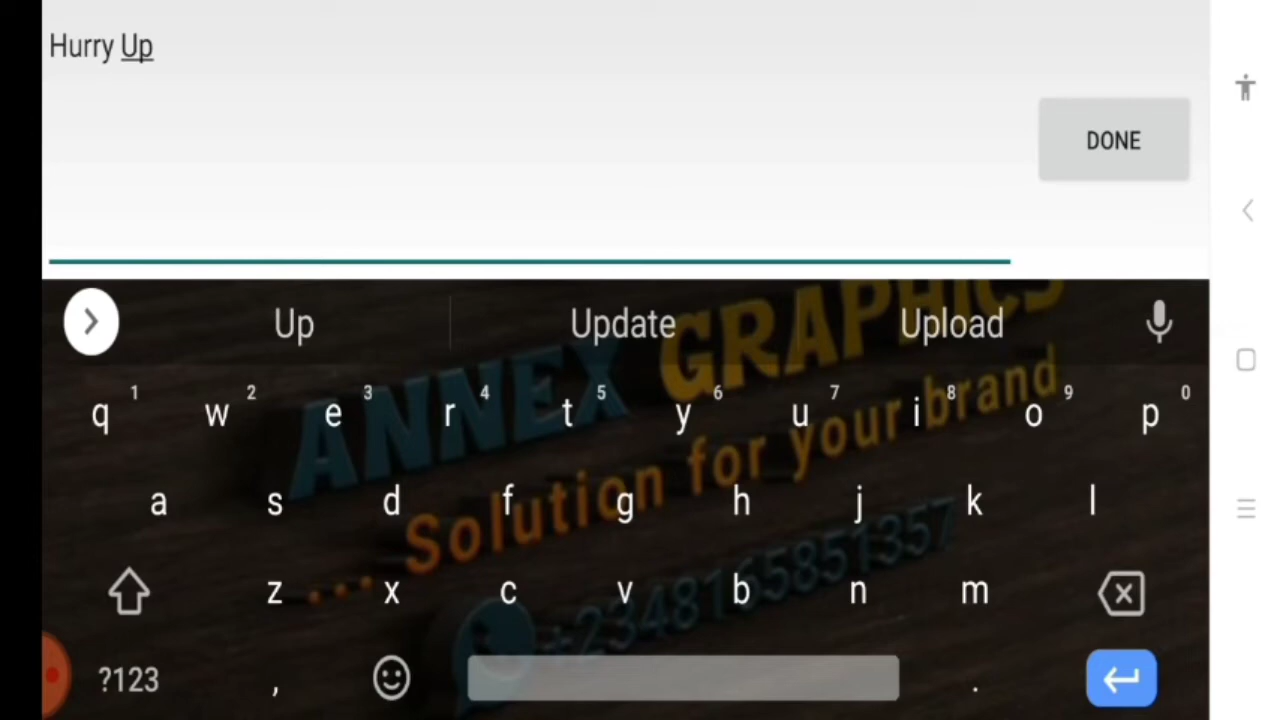 Hurry Up
DONE
Up Update Upload
ANNEX GRAPHICS
.... Solution for your brand
+2348165851357
1 2 3 4 5 6 7 8 9 0
q w e r t y u i o p
a s d f g h j k l
z x c v b n m
?123 , .